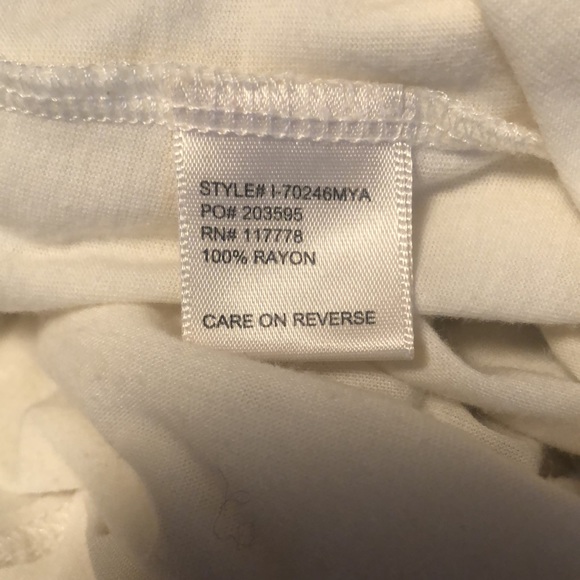 STYLE# I-70246MYA
PO# 203595
RN# 117778
100% RAYON
CARE ON REVERSE